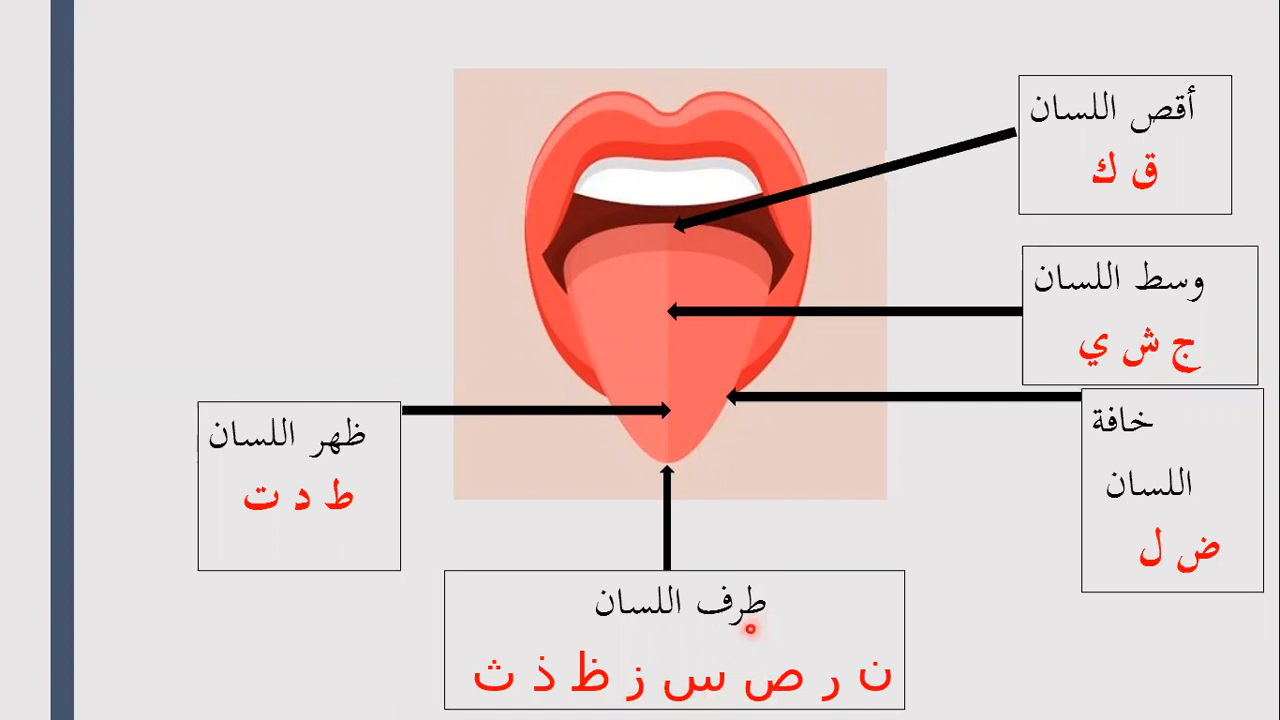 أقص اللسان
ق ك
وسط اللسان
ج ش ي
خافة
اللسان
ض ل
ظهر اللسان
ط د ت
طرف اللسان
ن ر ص س ز ظ ذ ث